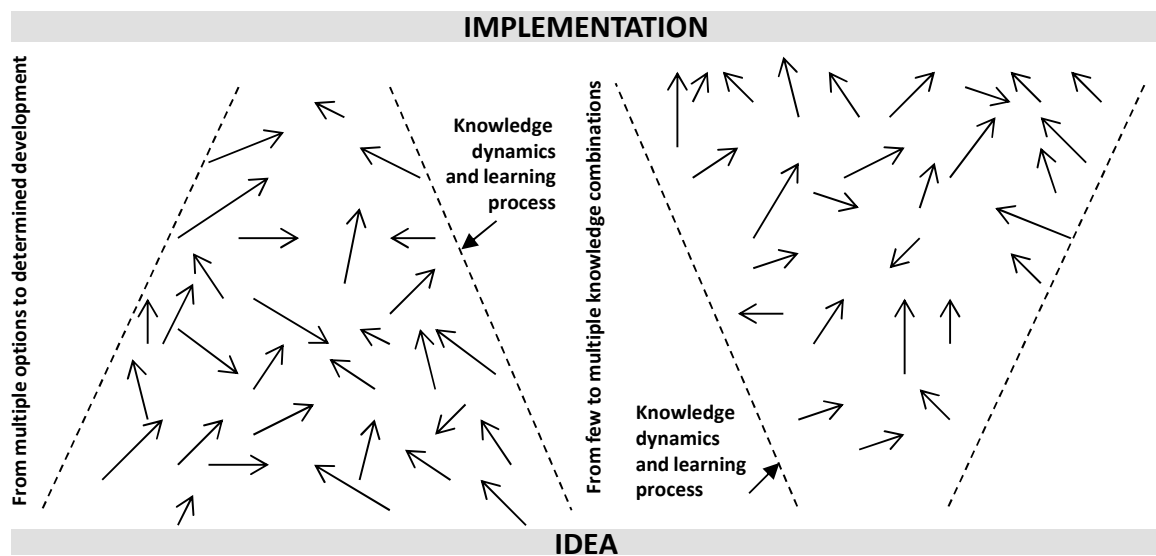 IMPLEMENTATION
From multiple options to determined development
Knowledge
dynamics
and learning
process
From few to multiple knowledge combinations
Knowledge
dynamics
and learning
process
IDEA